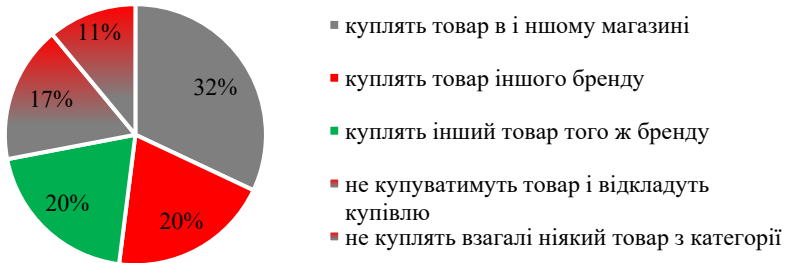 11%
32%
17%
20%
20%
куплять товар в і ншому магазині
куплять товар іншого бренду
куплять інший товар того ж бренду
не купуватимуть товар і відкладуть
купівлю
не куплять взагалі ніякий товар з категорії